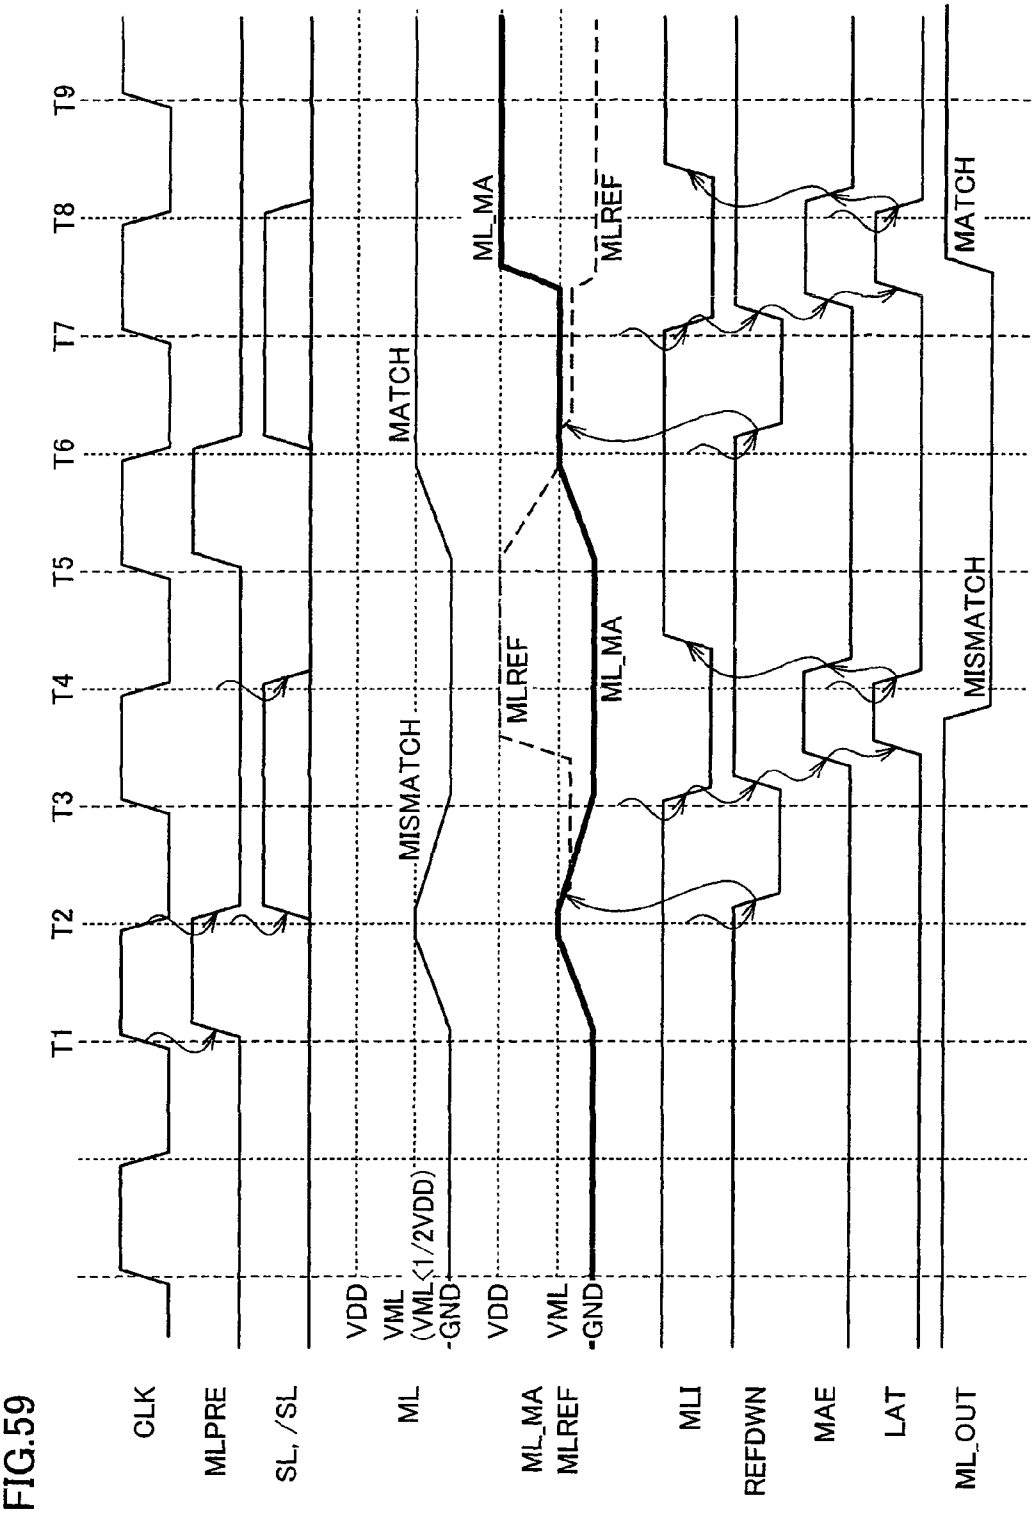 FIG.59
T1 T2 T3 T4 T5 T6 T7 T8 T9
CLK
MLPRE
SL, /SL
ML
VDD
VML
(VML<1/2VDD)
GND
MISMATCH
MATCH
ML_MA
MLREF
VDD
VML
GND
MLREF
ML_MA
ML_MA
MLREF
MLI
REFDWN
MAE
LAT
ML_OUT
MISMATCH
MATCH